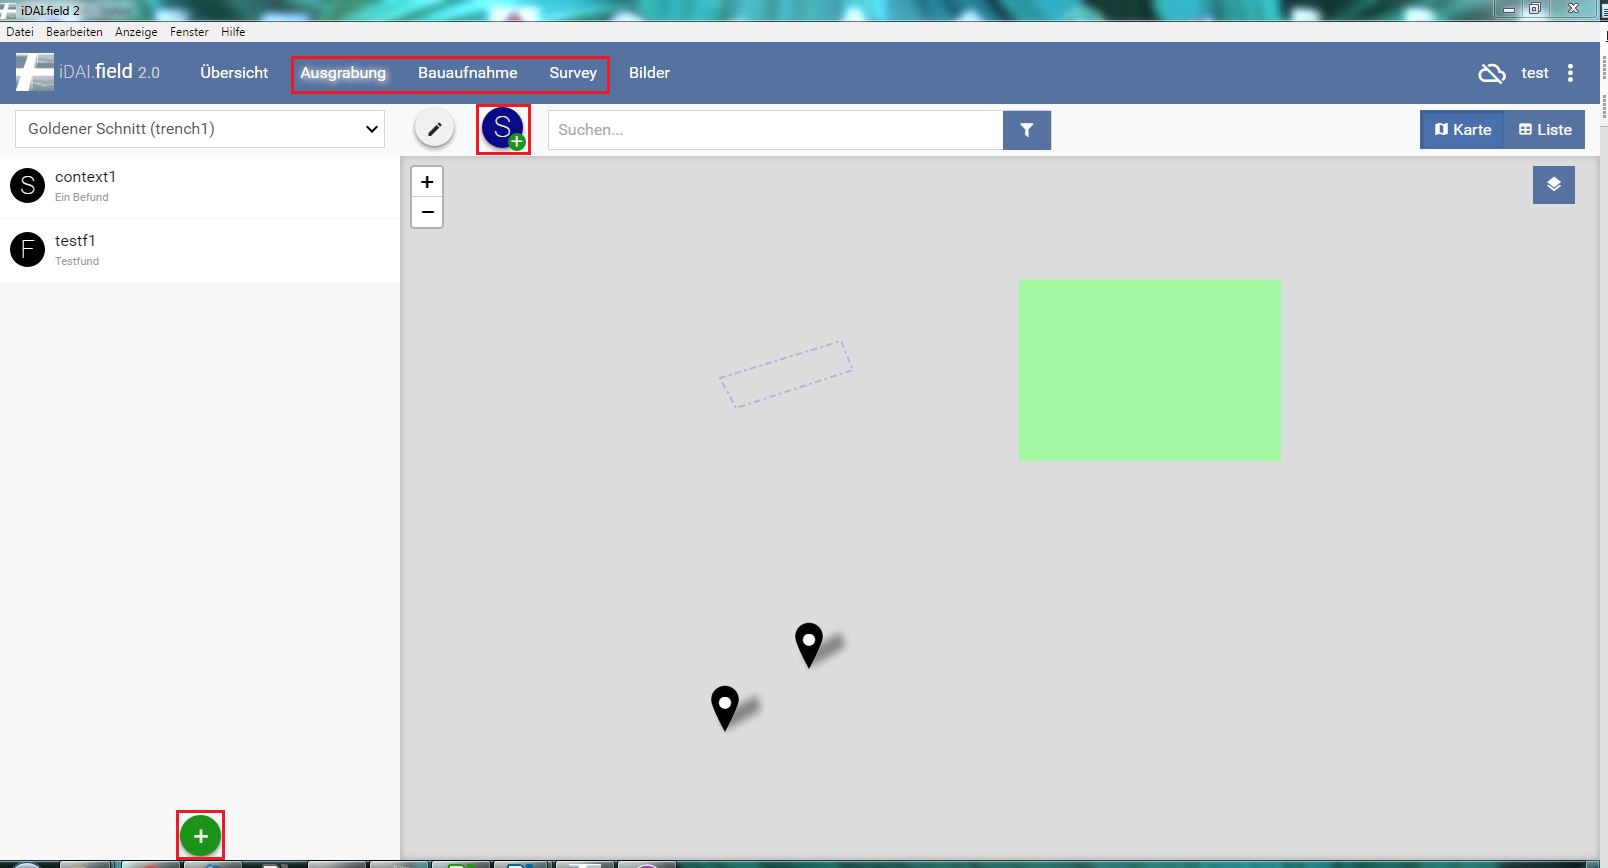 iDAI.field 2
Datei Bearbeiten Anzeige Fenster Hilfe
iDAI.field 2.0 Übersicht Ausgrabung Bauaufnahme Survey Bilder test
Goldener Schnitt (trench1) S Suchen... Karte Liste
S context1
Ein Befund
F testf1
Testfund
+
−
+